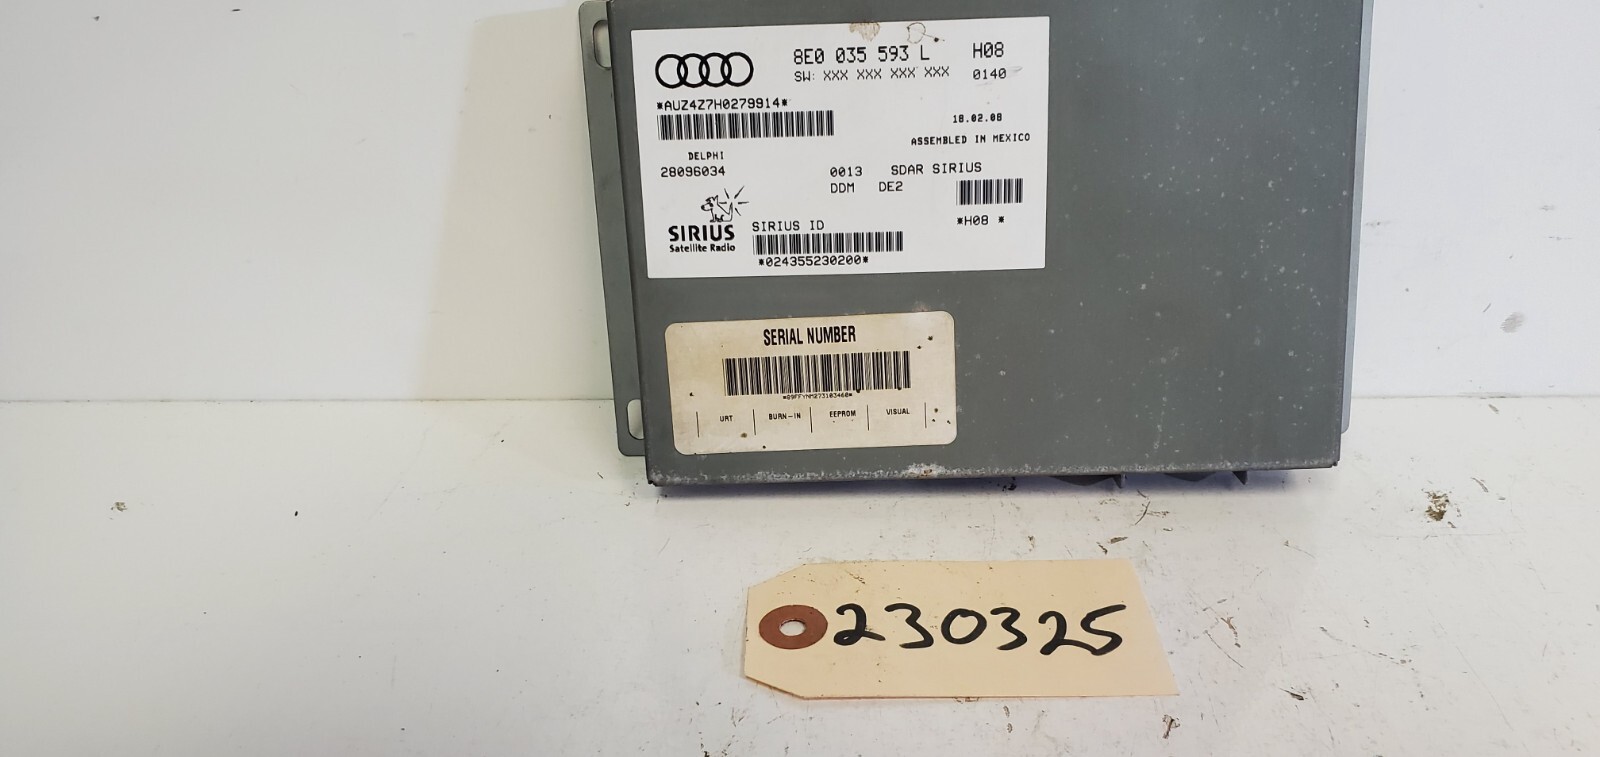 8E0 035 593 L H08
SW: XXX XXX XXX XXX 0140
*AUZ4Z7H0279914*
18.02.08
ASSEMBLED IN MEXICO
DELPHI
28096034 0013 SDAR SIRIUS
DDM DE2
*H08 *
SIRIUS
Satellite Radio
SIRIUS ID
*024355230200*
SERIAL NUMBER
*89FFYNM273103460*
URT BURN-IN EEPROM VISUAL
230325